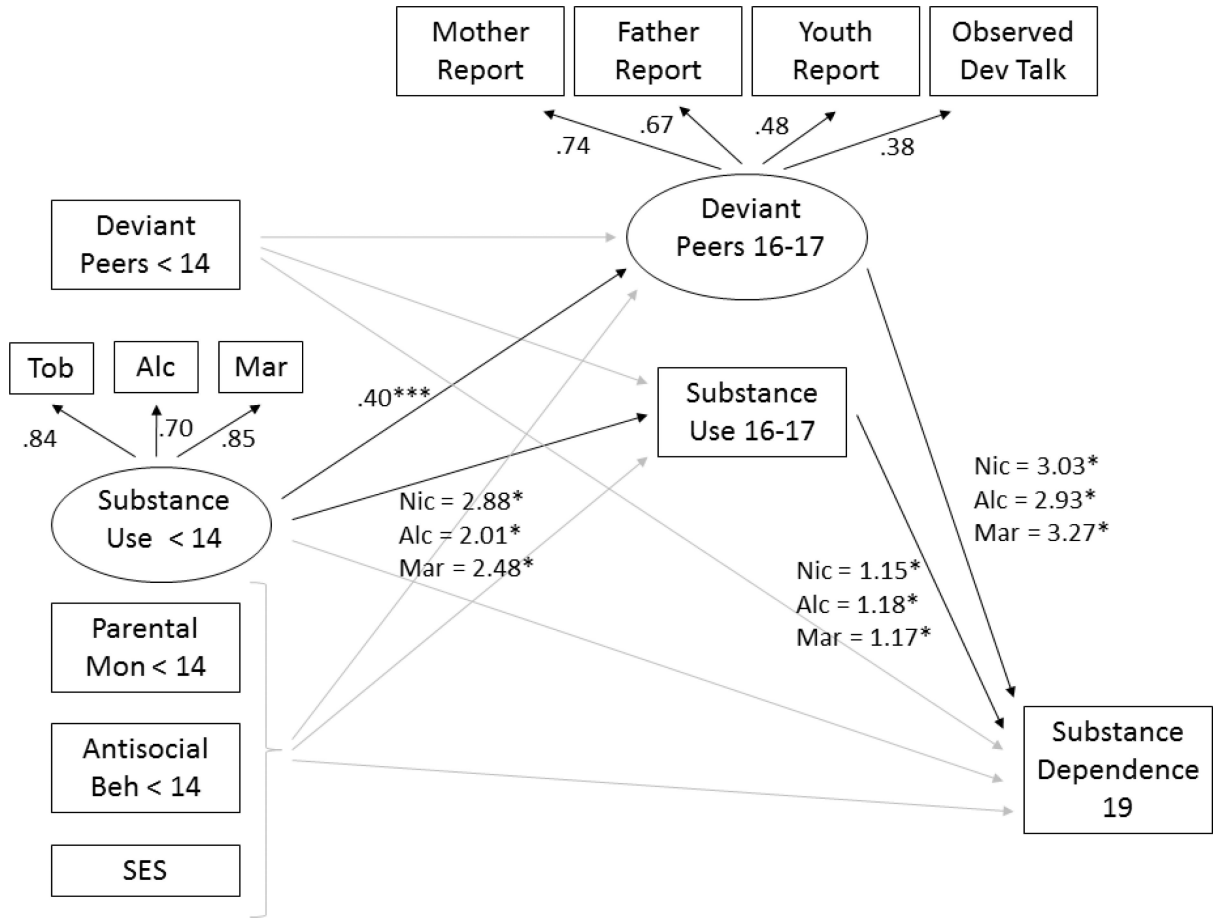 Mother
Report
Father
Report
Youth
Report
Observed
Dev Talk
.74
.67
.48
.38
Deviant
Peers < 14
Deviant
Peers 16-17
Tob
Alc
Mar
.84
.70
.85
.40***
Substance
Use 16-17
Substance
Use < 14
Nic = 2.88*
Alc = 2.01*
Mar = 2.48*
Nic = 3.03*
Alc = 2.93*
Mar = 3.27*
Nic = 1.15*
Alc = 1.18*
Mar = 1.17*
Parental
Mon < 14
Antisocial
Beh < 14
SES
Substance
Dependence
19